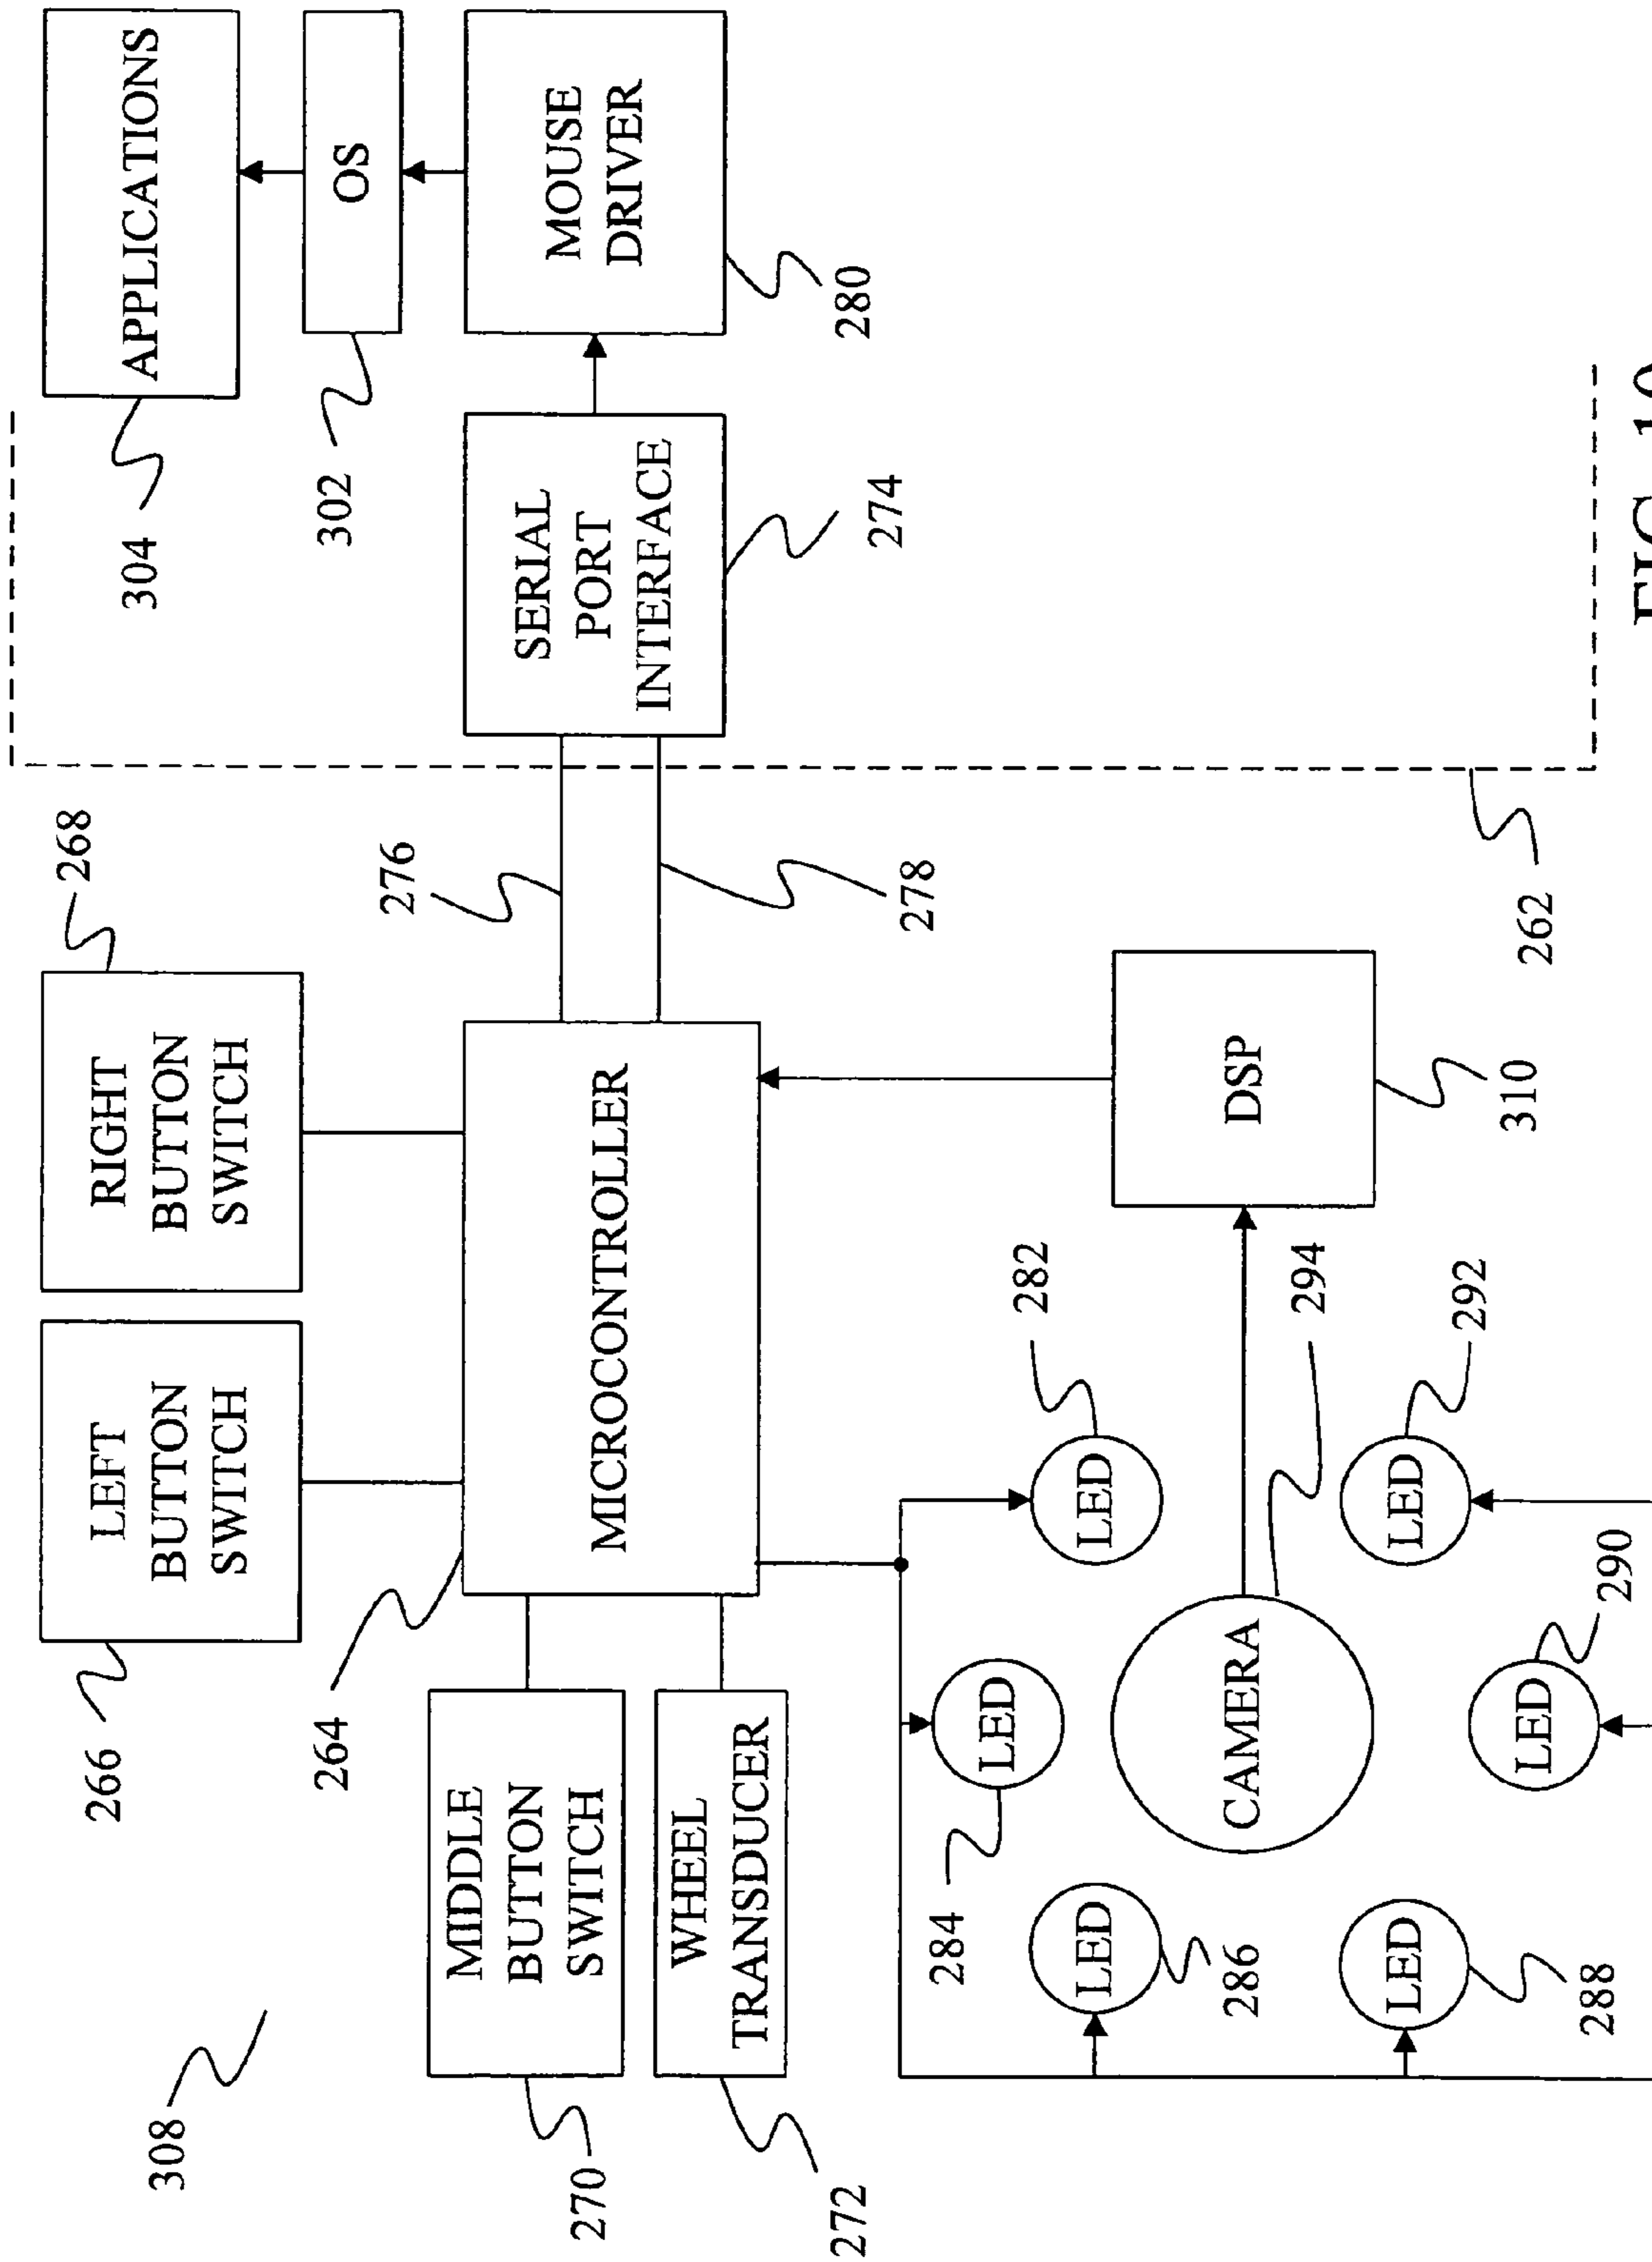 308
266
LEFT
BUTTON
SWITCH
RIGHT
BUTTON
SWITCH
268
304
APPLICATIONS
302
OS
264
276
270
MIDDLE
BUTTON
SWITCH
MICROCONTROLLER
SERIAL
PORT
INTERFACE
MOUSE
DRIVER
272
WHEEL
TRANSDUCER
278
274
280
284
LED
282
LED
286
LED
CAMERA
294
DSP
288
LED
292
LED
310
290
LED
262
FIG